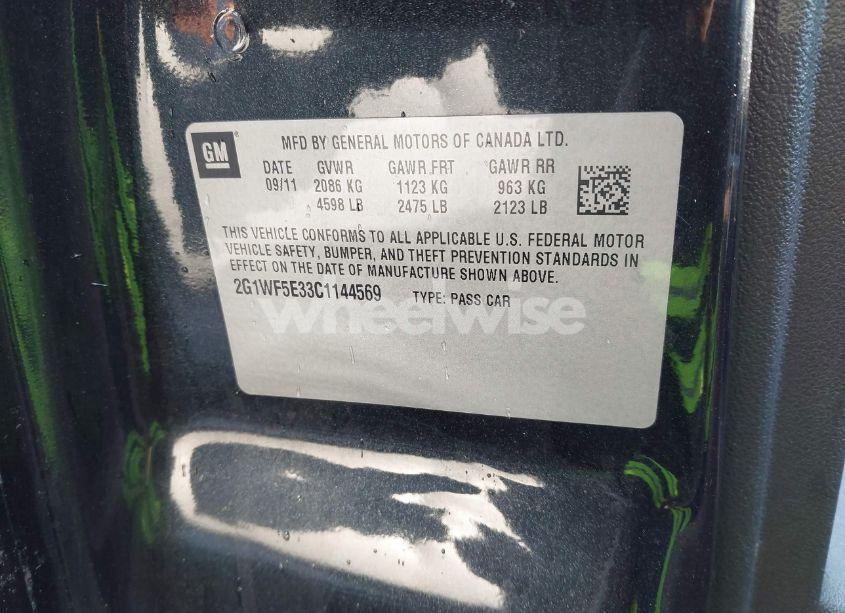 GM
MFD BY GENERAL MOTORS OF CANADA LTD.
DATE GVWR GAWR FRT GAWR RR
09/11 2086 KG 1123 KG 963 KG
4598 LB 2475 LB 2123 LB
THIS VEHICLE CONFORMS TO ALL APPLICABLE U.S. FEDERAL MOTOR
VEHICLE SAFETY, BUMPER, AND THEFT PREVENTION STANDARDS IN
EFFECT ON THE DATE OF MANUFACTURE SHOWN ABOVE.
2G1WF5E33C1144569 TYPE: PASS CAR
wheelwise